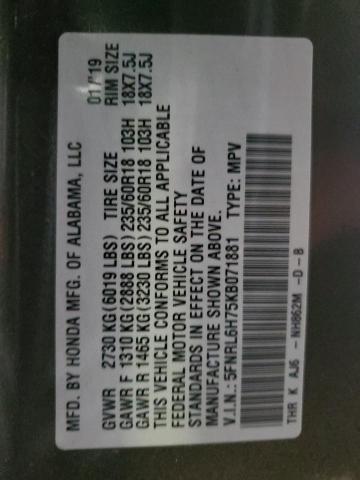 MFD. BY HONDA MFG. OF ALABAMA, LLC 01/'19
GVWR 2730 KG(6019 LBS) TIRE SIZE RIM SIZE
GAWR F 1310 KG(2888 LBS)235/60R18 103H 18X7.5J
GAWR R 1465 KG(3230 LBS)235/60R18 103H 18X7.5J
THIS VEHICLE CONFORMS TO ALL APPLICABLE
FEDERAL MOTOR VEHICLE SAFETY
STANDARDS IN EFFECT ON THE DATE OF
MANUFACTURE SHOWN ABOVE.
V.I.N.: 5FNRL6H75KB071881 TYPE: MPV
THR K AJ6 - NH862M -D-B